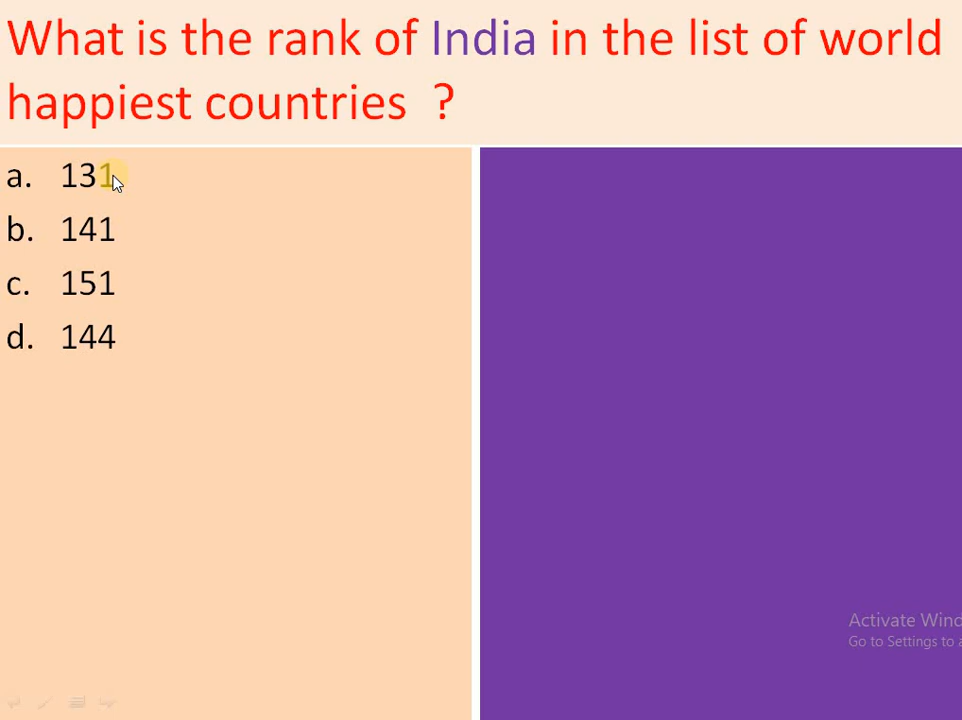 What is the rank of India in the list of world
happiest countries ?
a. 131
b. 141
c. 151
d. 144
Activate Wind
Go to Settings to a